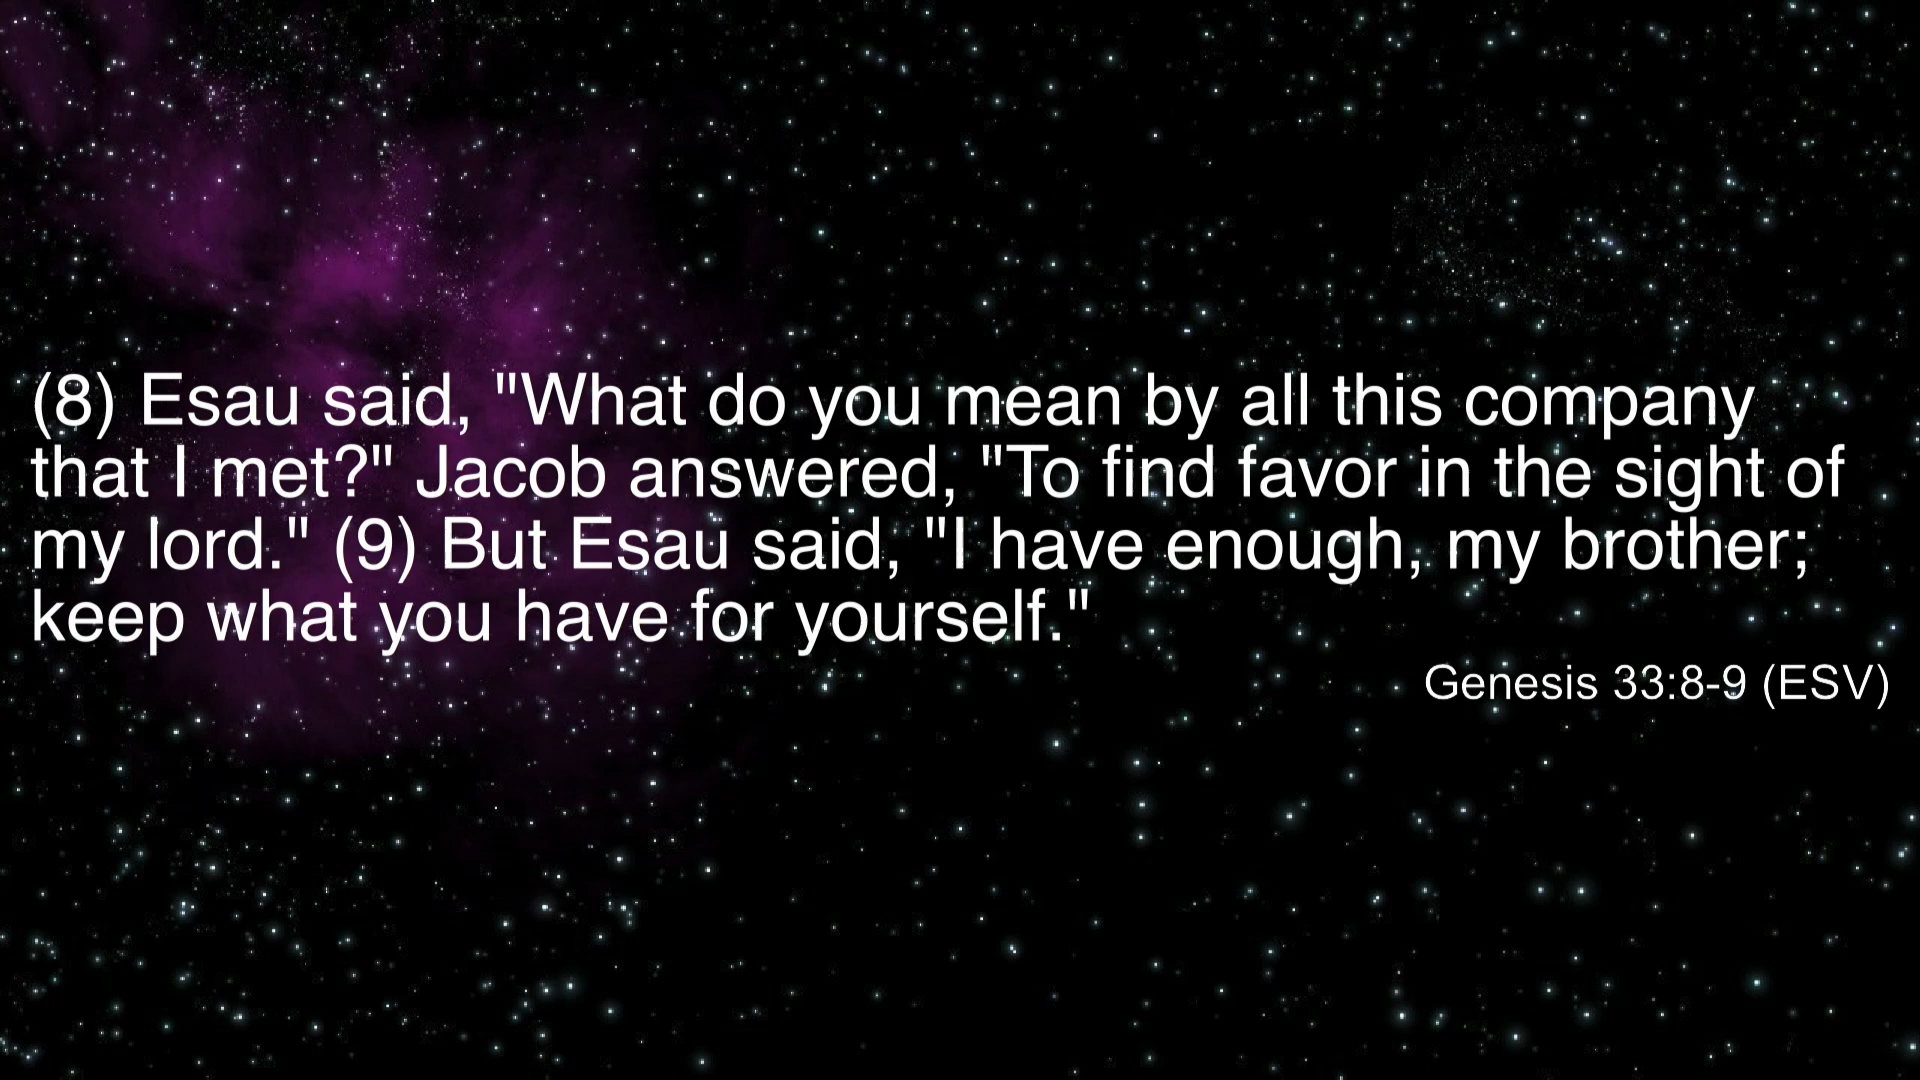 (8) Esau said, "What do you mean by all this company
that I met?" Jacob answered, "To find favor in the sight of
my lord." (9) But Esau said, "I have enough, my brother;
keep what you have for yourself."
Genesis 33:8-9 (ESV)